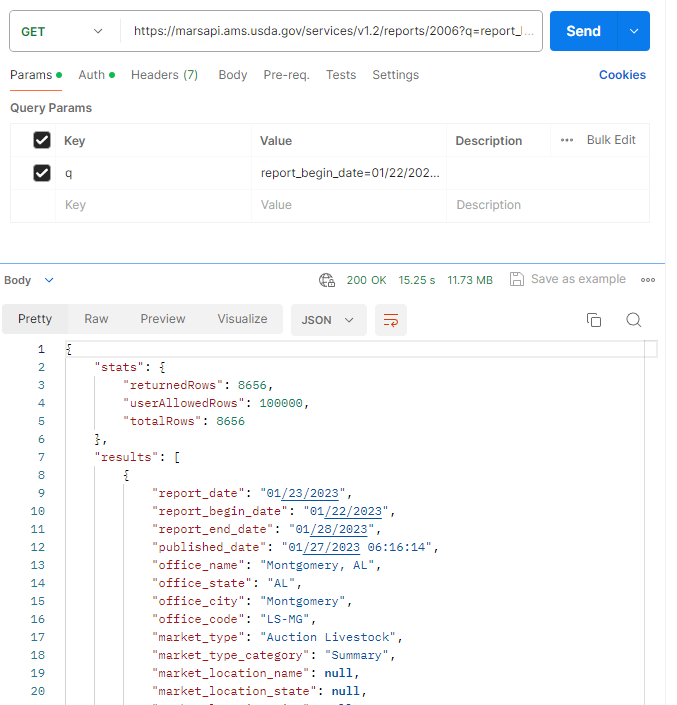 GET https://marsapi.ams.usda.gov/services/v1.2/reports/2006?q=report_l... Send
Params Auth Headers (7) Body Pre-req. Tests Settings Cookies
Query Params
Key Value Description ••• Bulk Edit
q report_begin_date=01/22/202...
Key Value Description
Body 200 OK 15.25 s 11.73 MB Save as example •••
Pretty Raw Preview Visualize JSON
1 {
2 "stats": {
3 "returnedRows": 8656,
4 "userAllowedRows": 100000,
5 "totalRows": 8656
6 },
7 "results": [
8 {
9 "report_date": "01/23/2023",
10 "report_begin_date": "01/22/2023",
11 "report_end_date": "01/28/2023",
12 "published_date": "01/27/2023 06:16:14",
13 "office_name": "Montgomery, AL",
14 "office_state": "AL",
15 "office_city": "Montgomery",
16 "office_code": "LS-MG",
17 "market_type": "Auction Livestock",
18 "market_type_category": "Summary",
19 "market_location_name": null,
20 "market_location_state": null,